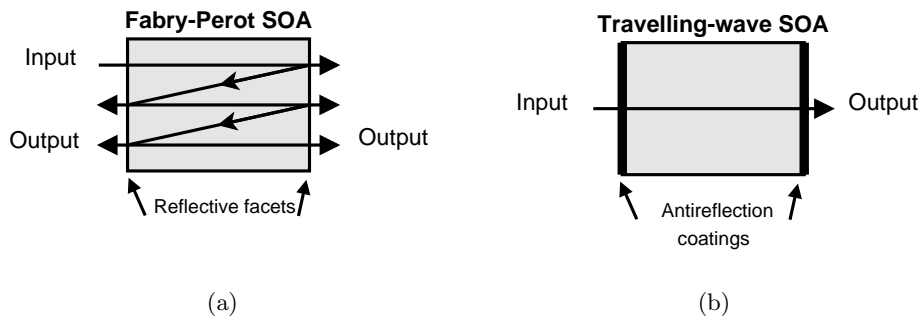 Fabry-Perot SOA
Input
Output
Output
Reflective facets
(a)
Travelling-wave SOA
Input
Output
Antireflection
coatings
(b)